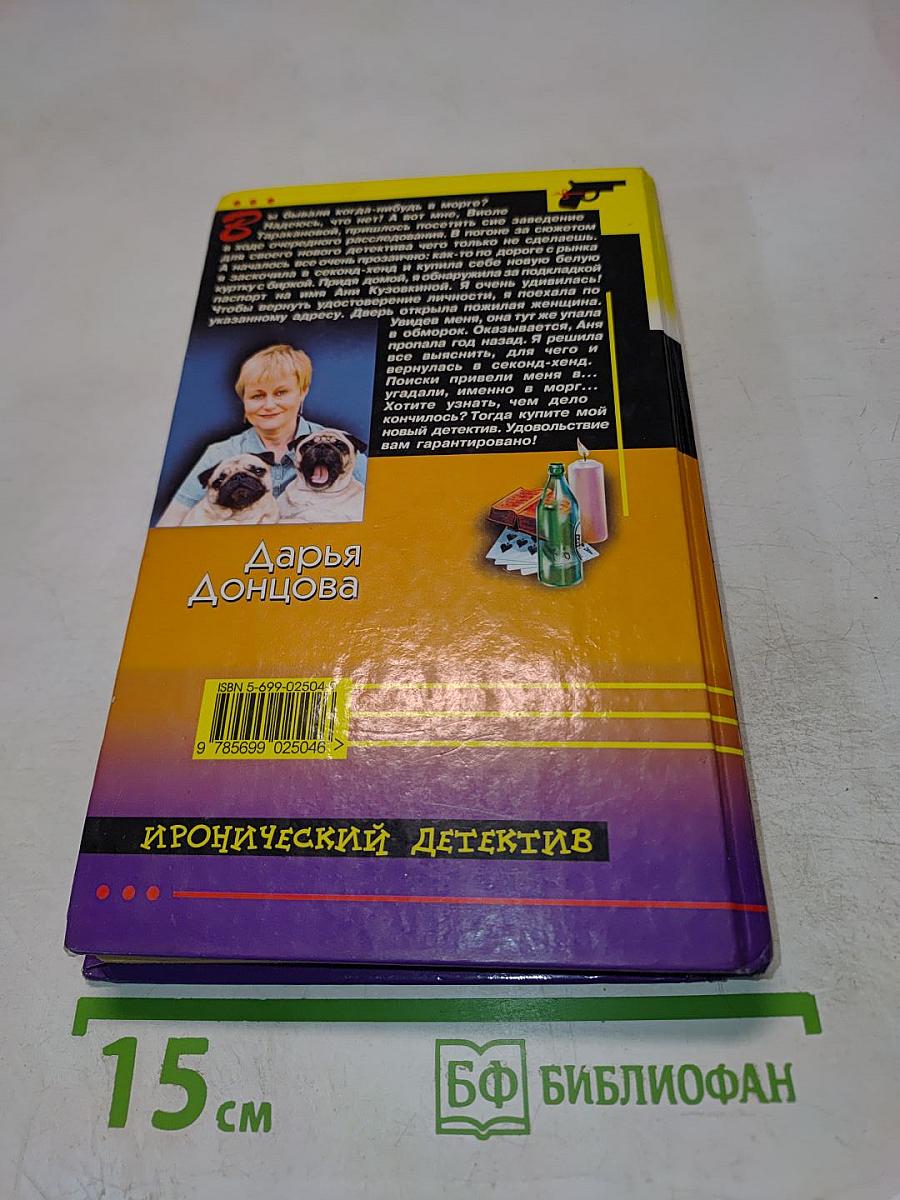 Вы бывали когда-нибудь в морге?
Надеюсь, что нет! А вот мне, Виоле
Таракановой, пришлось посетить сие заведение
в ходе очередного расследования. В погоне за сюжетом
для своего нового детектива чего только не сделаешь.
А началось все очень прозаично: как-то по дороге с рынка
я заскочила в секонд-хенд и купила себе новую белую
куртку с биркой. Придя домой, я обнаружила за подкладкой
паспорт на имя Ани Кузовкиной. Я очень удивилась!
Чтобы вернуть удостоверение личности, я поехала по
указанному адресу. Дверь открыла пожилая женщина.
Увидев меня, она тут же упала
в обморок. Оказывается, Аня
пропала год назад. Я решила
все выяснить, для чего и
вернулась в секонд-хенд.
Поиски привели меня в...
угадали, именно в морг...
Хотите узнать, чем дело
кончилось? Тогда купите мой
новый детектив. Удовольствие
вам гарантировано!
Дарья
Донцова
ISBN 5-699-02504-
9 785699 025046 >
ИРОНИЧЕСКИЙ ДЕТЕКТИВ
15 см
БФ БИБЛИОФАН